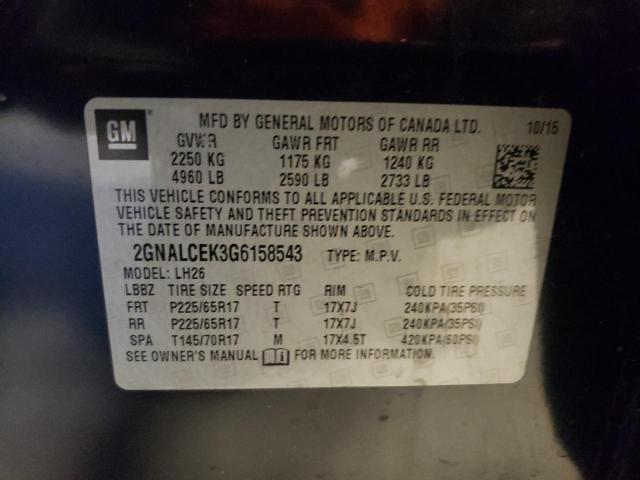 GM ® MFD BY GENERAL MOTORS OF CANADA LTD. 10/15
GVWR GAWR FRT GAWR RR
2250 KG 1175 KG 1240 KG
4960 LB 2590 LB 2733 LB
THIS VEHICLE CONFORMS TO ALL APPLICABLE U.S. FEDERAL MOTOR
VEHICLE SAFETY AND THEFT PREVENTION STANDARDS IN EFFECT ON
THE DATE OF MANUFACTURE SHOWN ABOVE.
2GNALCEK3G6158543 TYPE: M.P.V.
MODEL: LH26
LBBZ TIRE SIZE SPEED RTG RIM COLD TIRE PRESSURE
FRT P225/65R17 T 17X7J 240KPA(35PSI)
RR P225/65R17 T 17X7J 240KPA(35PSI)
SPA T145/70R17 M 17X4.5T 420KPA(60PSI)
SEE OWNER'S MANUAL FOR MORE INFORMATION.